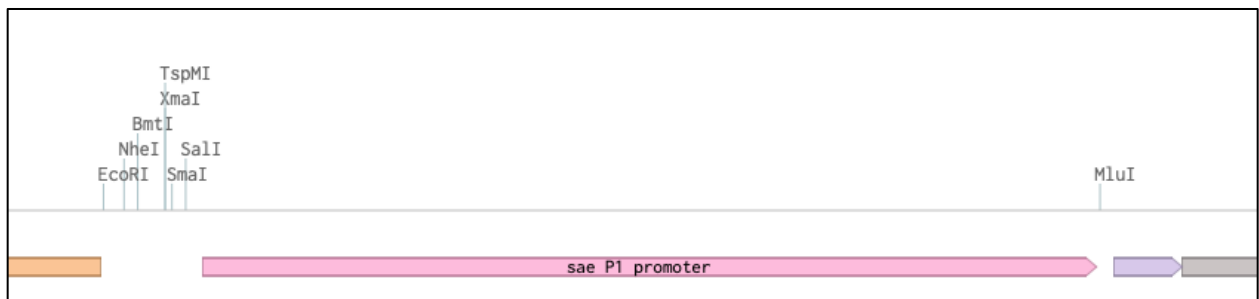 TspMI
XmaI
BmtI
NheI SalI
EcoRI SmaI MluI
sae P1 promoter